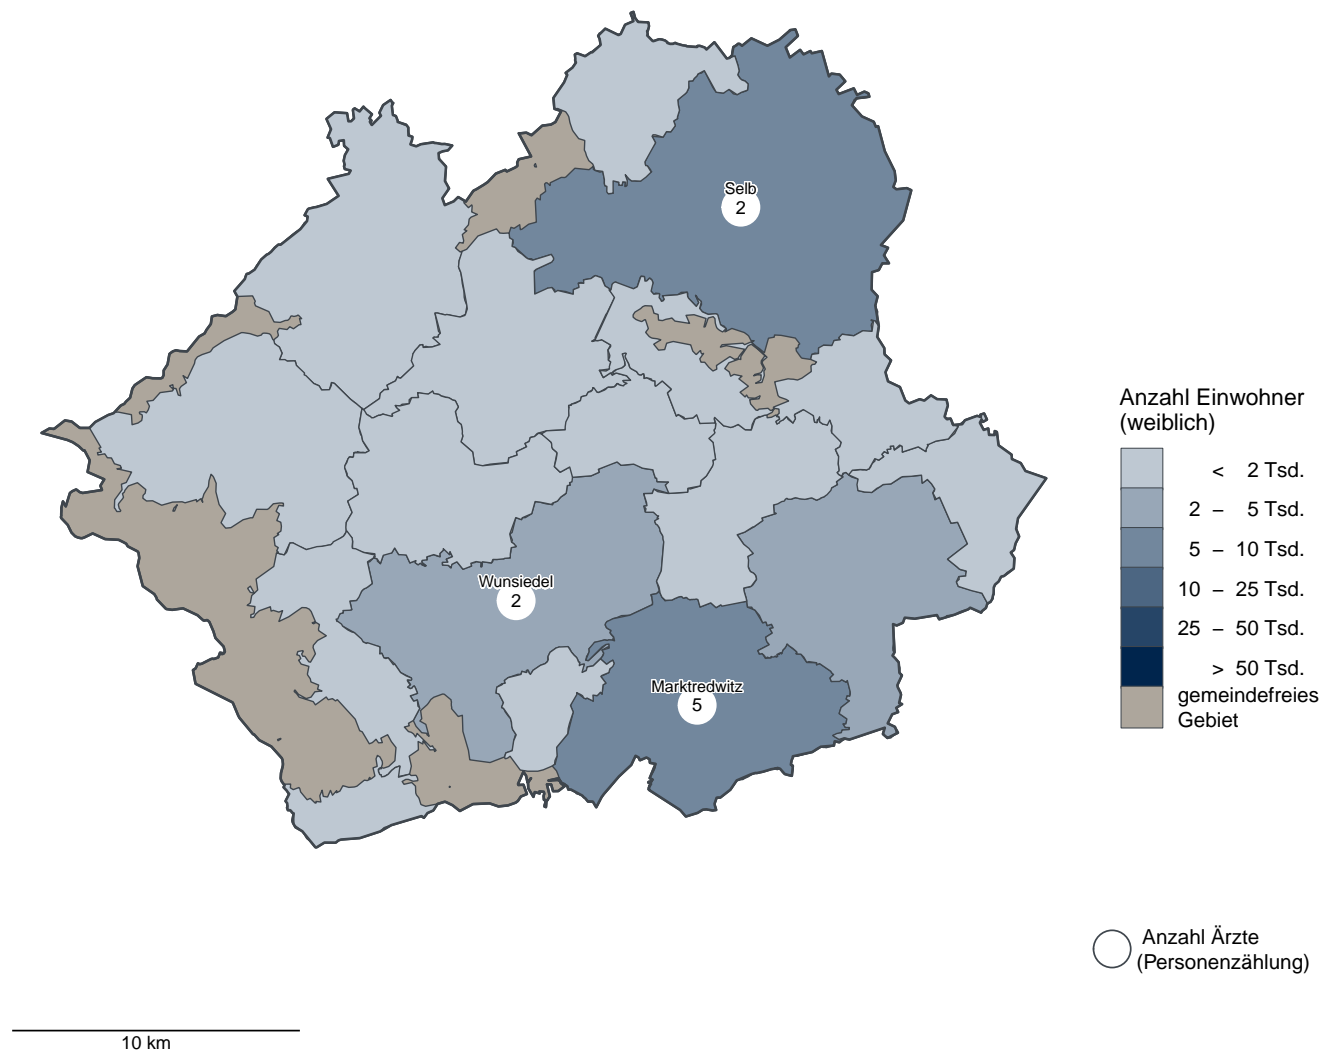 Selb
2
Wunsiedel
2
Marktredwitz
5
Anzahl Einwohner
(weiblich)
< 2 Tsd.
2 – 5 Tsd.
5 – 10 Tsd.
10 – 25 Tsd.
25 – 50 Tsd.
> 50 Tsd.
gemeindefreies
Gebiet
Anzahl Ärzte
(Personenzählung)
10 km